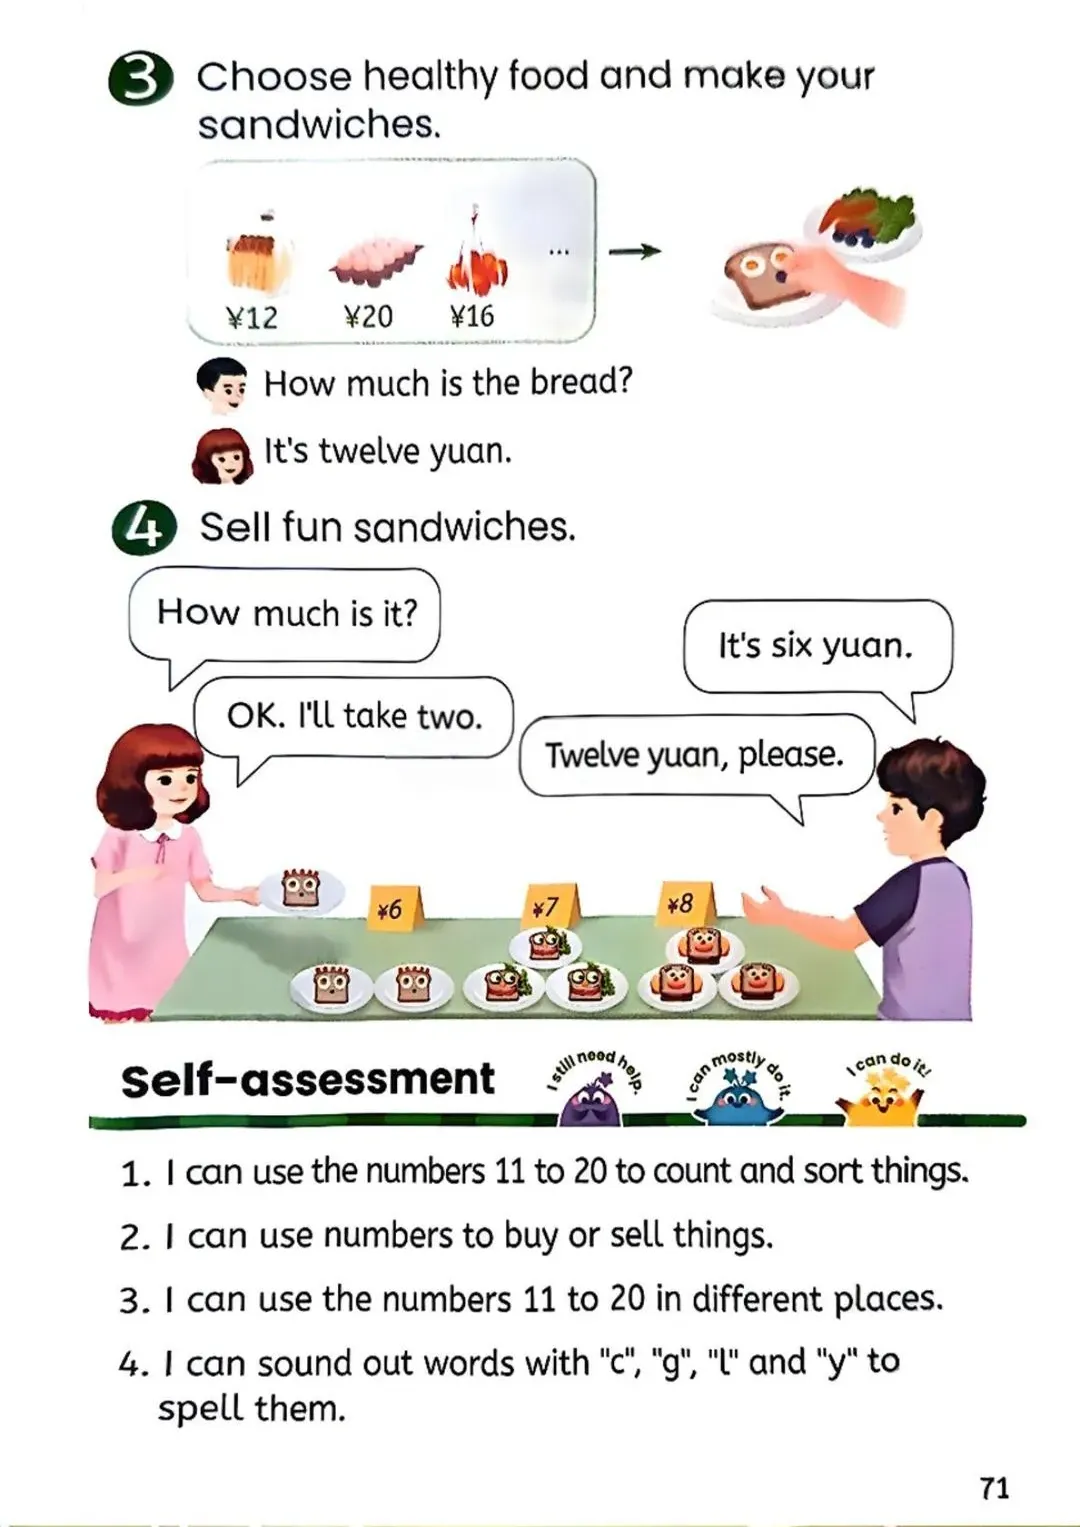 3 Choose healthy food and make your
sandwiches.
¥12 ¥20 ¥16 ...
How much is the bread?
It's twelve yuan.
4 Sell fun sandwiches.
How much is it?
It's six yuan.
OK. I'll take two.
Twelve yuan, please.
¥6 ¥7 ¥8
Self-assessment
I still need help.
I can mostly do it.
I can do it!
1. I can use the numbers 11 to 20 to count and sort things.
2. I can use numbers to buy or sell things.
3. I can use the numbers 11 to 20 in different places.
4. I can sound out words with "c", "g", "l" and "y" to
spell them.
71